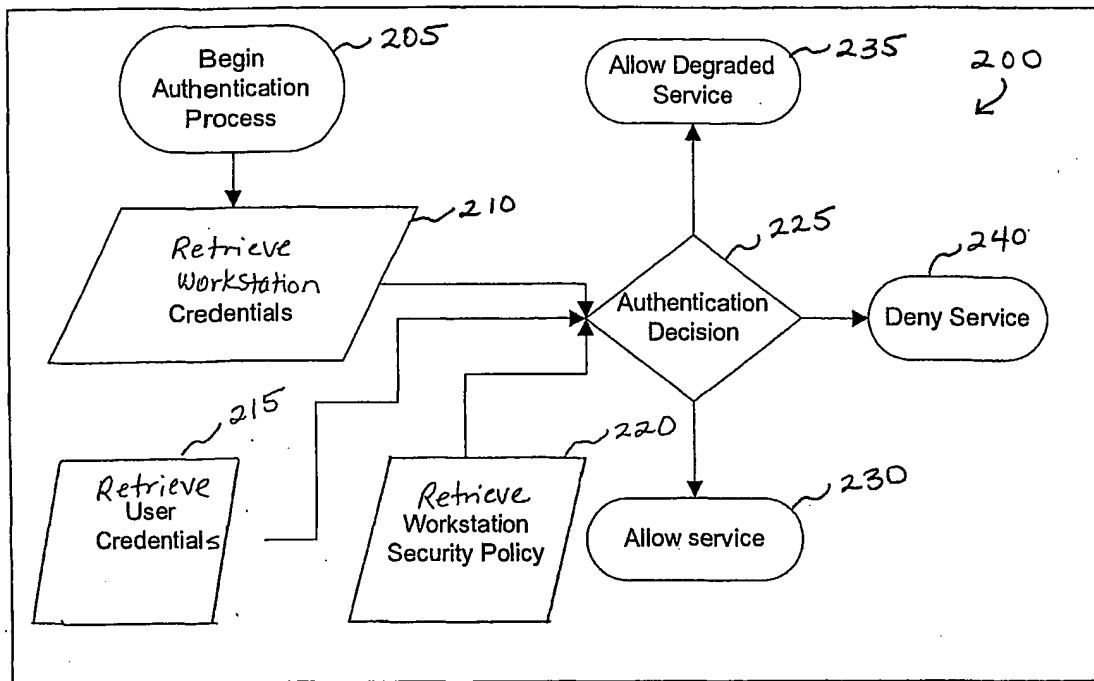 Begin
Authentication
Process
205
Allow Degraded
Service
235
200
Retrieve
Workstation
Credentials
210
Authentication
Decision
225
Deny Service
240
Retrieve
User
Credentials
215
Retrieve
Workstation
Security Policy
220
Allow service
230